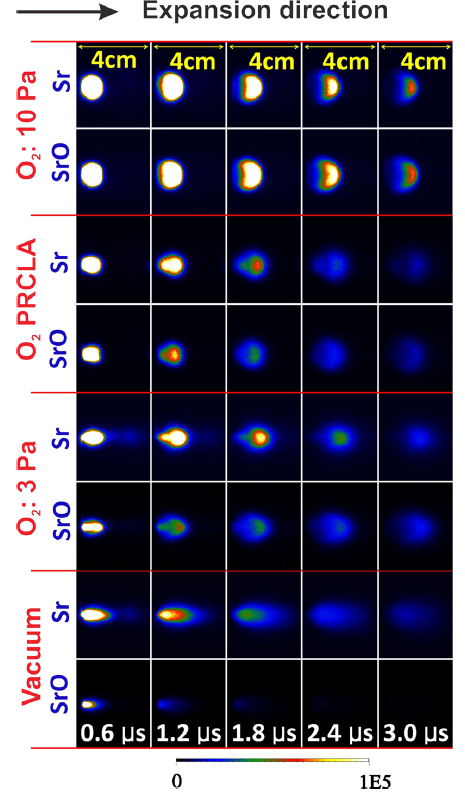 Expansion direction
4cm 4cm 4cm 4cm 4cm
O₂: 10 Pa
Sr
SrO
O₂ PRCLA
Sr
SrO
O₂: 3 Pa
Sr
SrO
Vacuum
Sr
SrO
0.6 µs 1.2 µs 1.8 µs 2.4 µs 3.0 µs
0 1E5